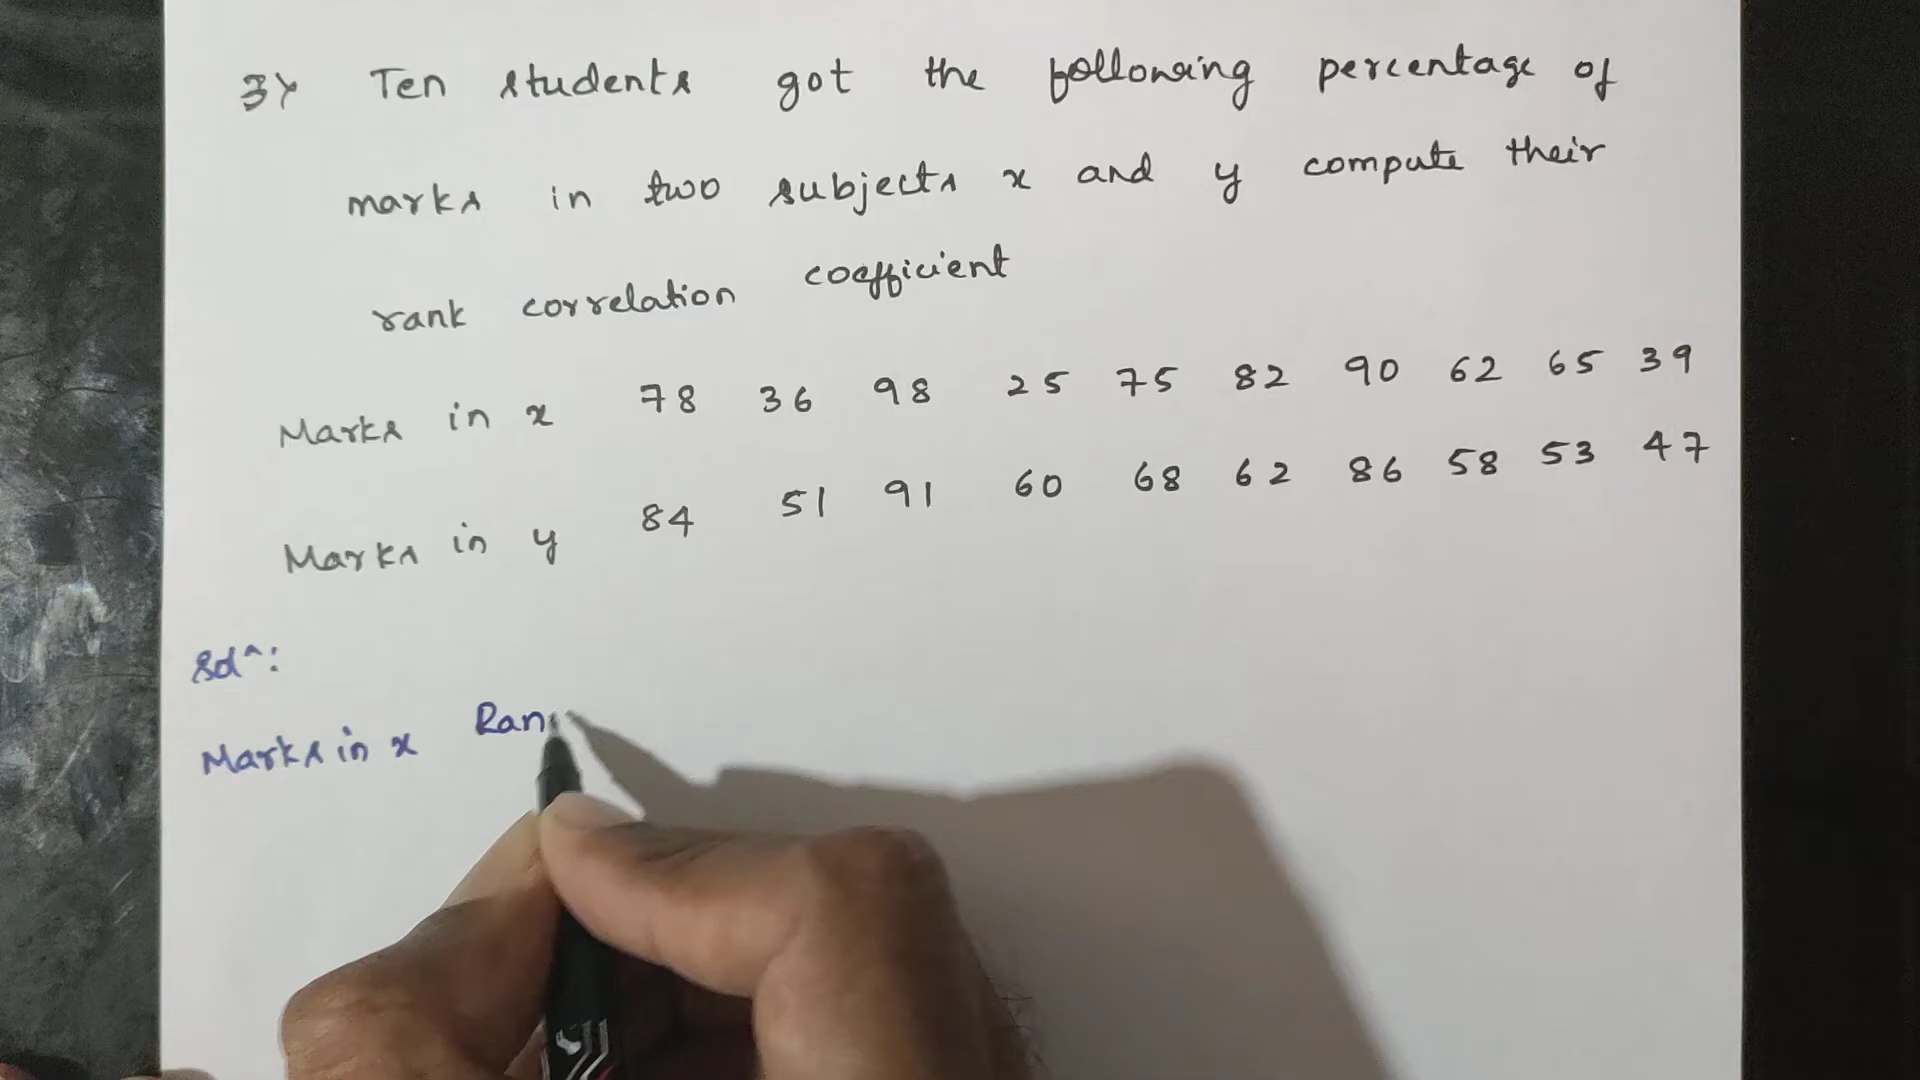 3) Ten students got the following percentage of
marks in two subjects x and y compute their
rank correlation coefficient
Marks in x 78 36 98 25 75 82 90 62 65 39
Marks in y 84 51 91 60 68 62 86 58 53 47
Soln:
Marks in x Ran